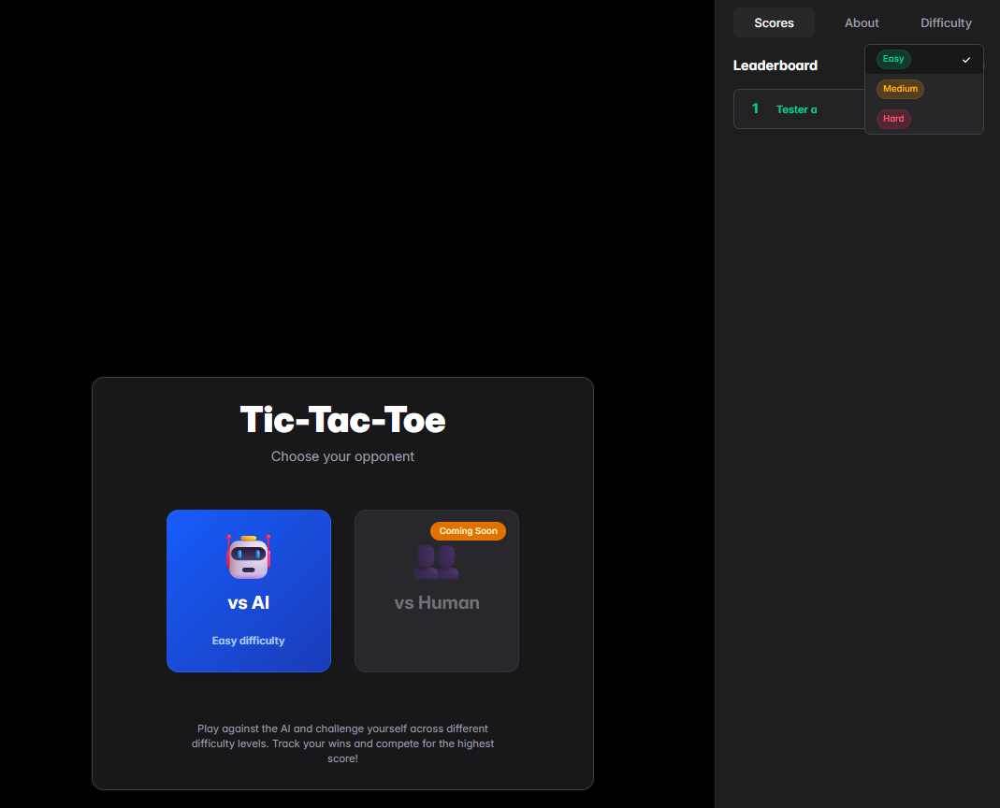 Scores
About
Difficulty
Leaderboard
Easy
Medium
Hard
1 Tester a
Tic-Tac-Toe
Choose your opponent
vs AI
Easy difficulty
Coming Soon
vs Human
Play against the AI and challenge yourself across different
difficulty levels. Track your wins and compete for the highest
score!